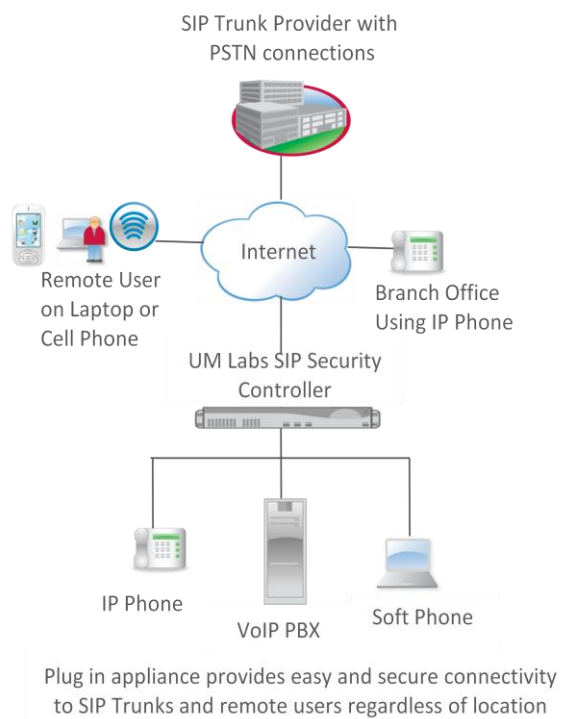 SIP Trunk Provider with
PSTN connections
Internet
Remote User
on Laptop or
Cell Phone
Branch Office
Using IP Phone
UM Labs SIP Security
Controller
IP Phone
VoIP PBX
Soft Phone
Plug in appliance provides easy and secure connectivity
to SIP Trunks and remote users regardless of location